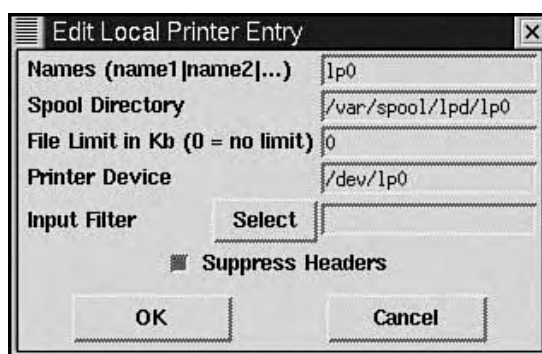 Edit Local Printer Entry
Names (name1|name2|...) lp0
Spool Directory /var/spool/lpd/lp0
File Limit in Kb (0 = no limit) 0
Printer Device /dev/lp0
Input Filter Select
Suppress Headers
OK Cancel